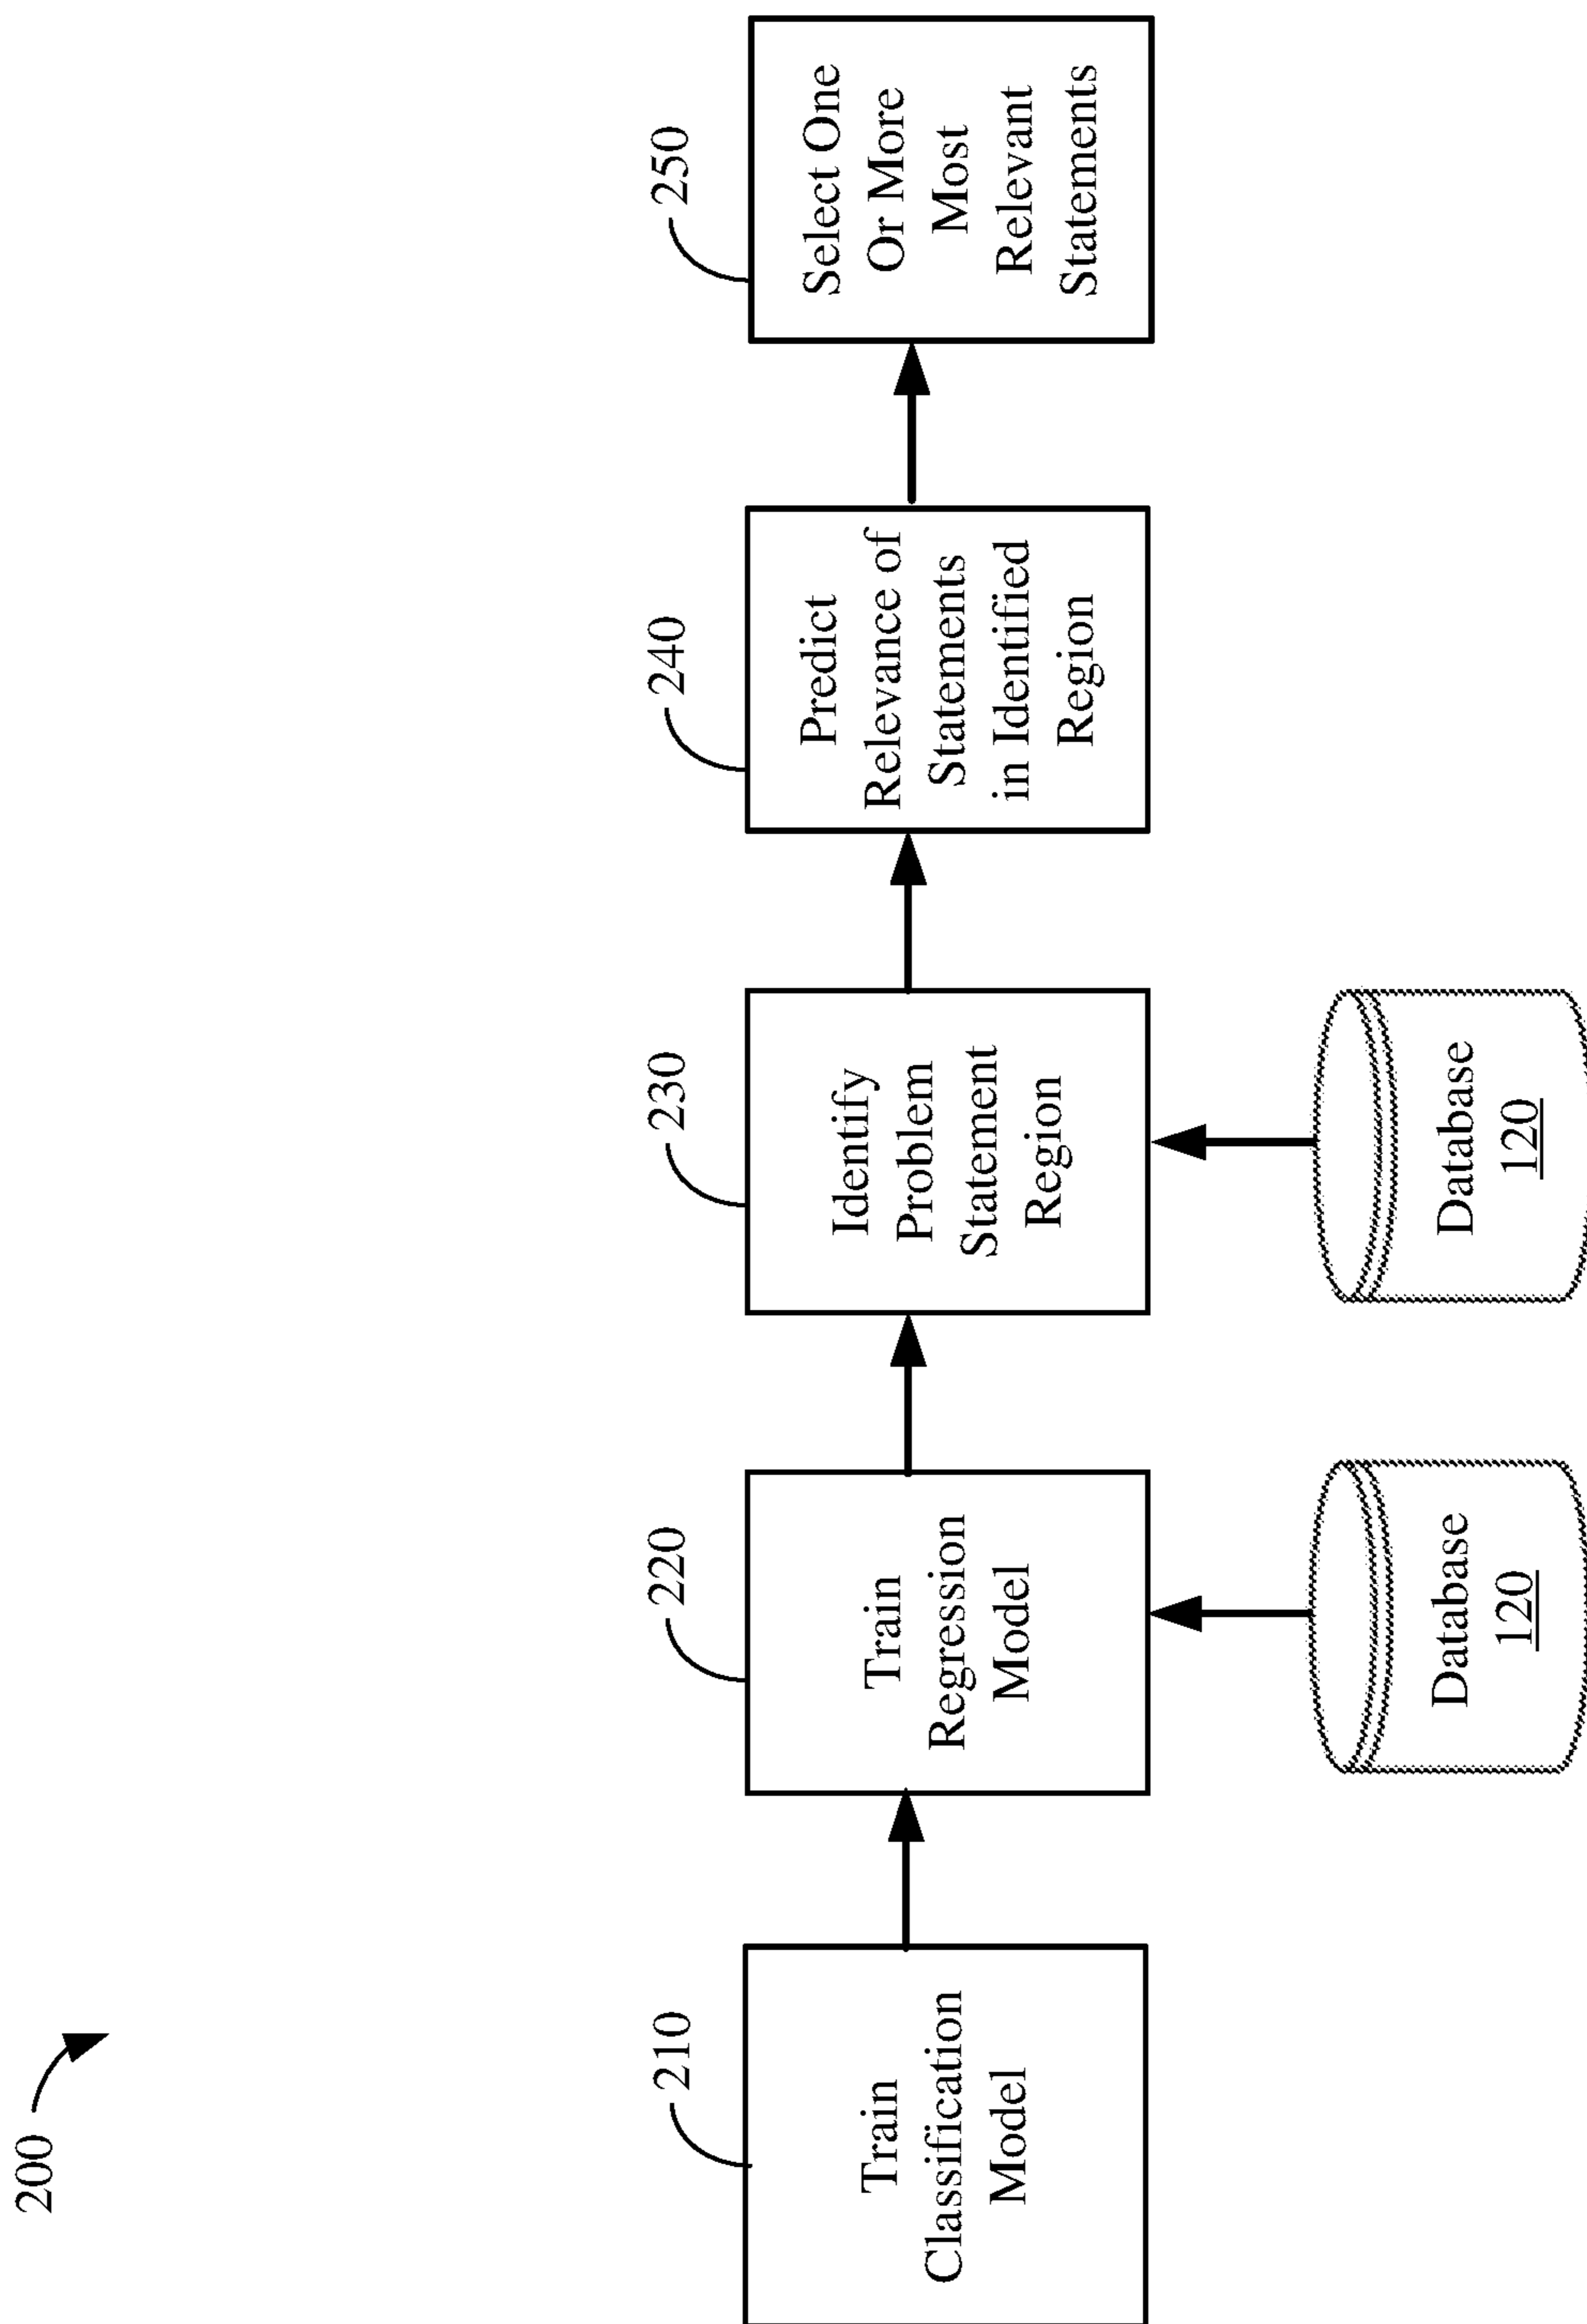 200
210
Train
Classification
Model
220
Train
Regression
Model
230
Identify
Problem
Statement
Region
240
Predict
Relevance of
Statements
in Identified
Region
250
Select One
Or More
Most
Relevant
Statements
Database
120
Database
120